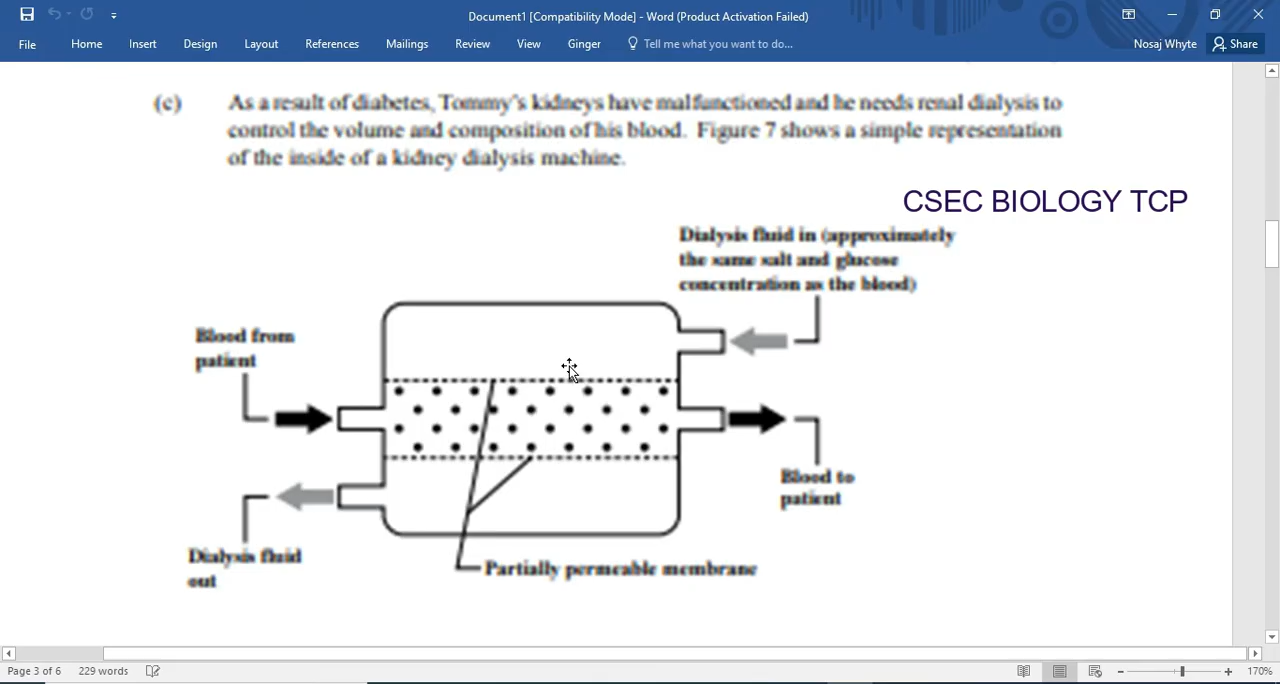 Document1 [Compatibility Mode] - Word (Product Activation Failed)
File Home Insert Design Layout References Mailings Review View Ginger Tell me what you want to do... Nosaj Whyte Share
(c) As a result of diabetes, Tommy's kidneys have malfunctioned and he needs renal dialysis to
control the volume and composition of his blood. Figure 7 shows a simple representation
of the inside of a kidney dialysis machine.
CSEC BIOLOGY TCP
Dialysis fluid in (approximately
the same salt and glucose
concentration as the blood)
Blood from
patient
Blood to
patient
Dialysis fluid
out
Partially permeable membrane
Page 3 of 6 229 words 170%